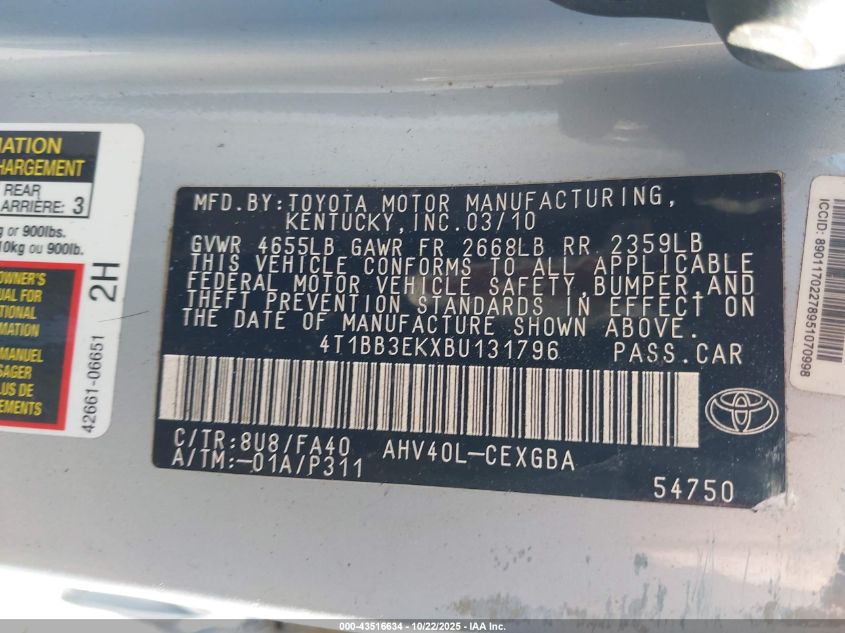 MATION
HARGEMENT
REAR
ARRIÈRE: 3
g or 900lbs.
10kg ou 900lb.
OWNER'S
UAL FOR
TIONAL
MATION
MANUEL
SAGER
LUS DE
EMENTS
2H
42661-06651
MFD.BY:TOYOTA MOTOR MANUFACTURING,
KENTUCKY,INC.03/10
GVWR 4655LB GAWR FR 2668LB RR 2359LB
THIS VEHICLE CONFORMS TO ALL APPLICABLE
FEDERAL MOTOR VEHICLE SAFETY,BUMPER,AND
THEFT PREVENTION STANDARDS IN EFFECT ON
THE DATE OF MANUFACTURE SHOWN ABOVE.
4T1BB3EKXBU131796 PASS.CAR
C/TR:8U8/FA40 AHV40L-CEXGBA
A/TM:-01A/P311
54750
ICCID: 89011702278951070998
000-43516634 | 10/22/2025 | IAA Inc.